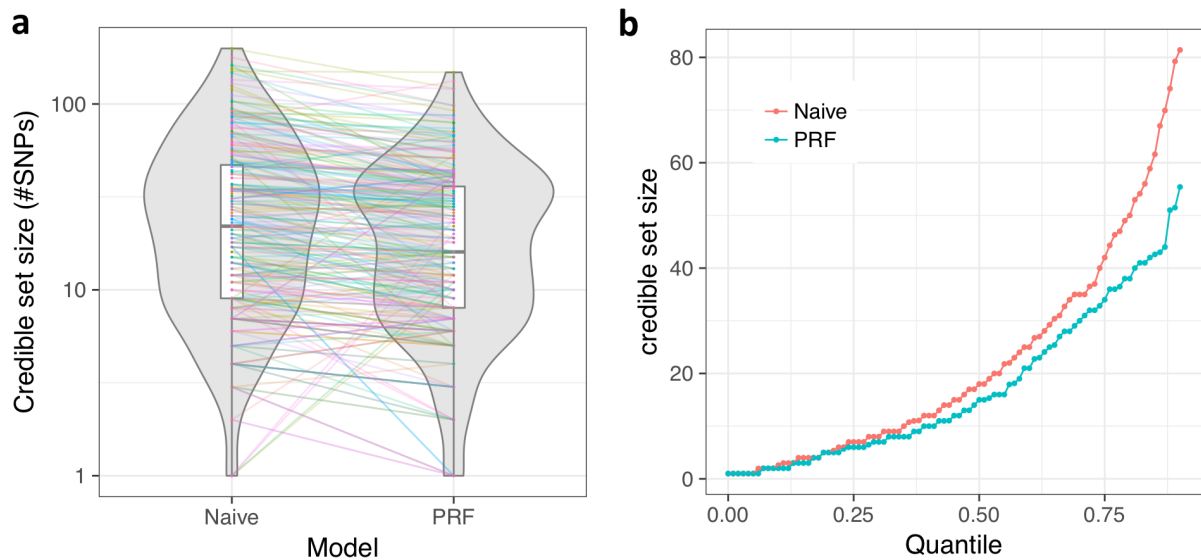 a
Credible set size (#SNPs)
100
10
1
Naive
PRF
Model
b
credible set size
80
60
40
20
0
Naive
PRF
0.00
0.25
0.50
0.75
Quantile